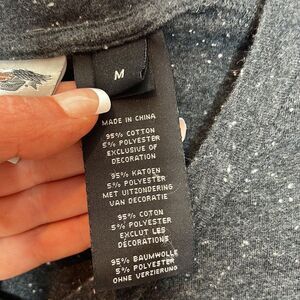 M
MADE IN CHINA
95% COTTON
5% POLYESTER
EXCLUSIVE OF
DECORATION
95% KATOEN
5% POLYESTER
MET UITZONDERING
VAN DECORATIE
95% COTON
5% POLYESTER
EXCLUT LES
DÉCORATIONS
95% BAUMWOLLE
5% POLYESTER
OHNE VERZIERUNG